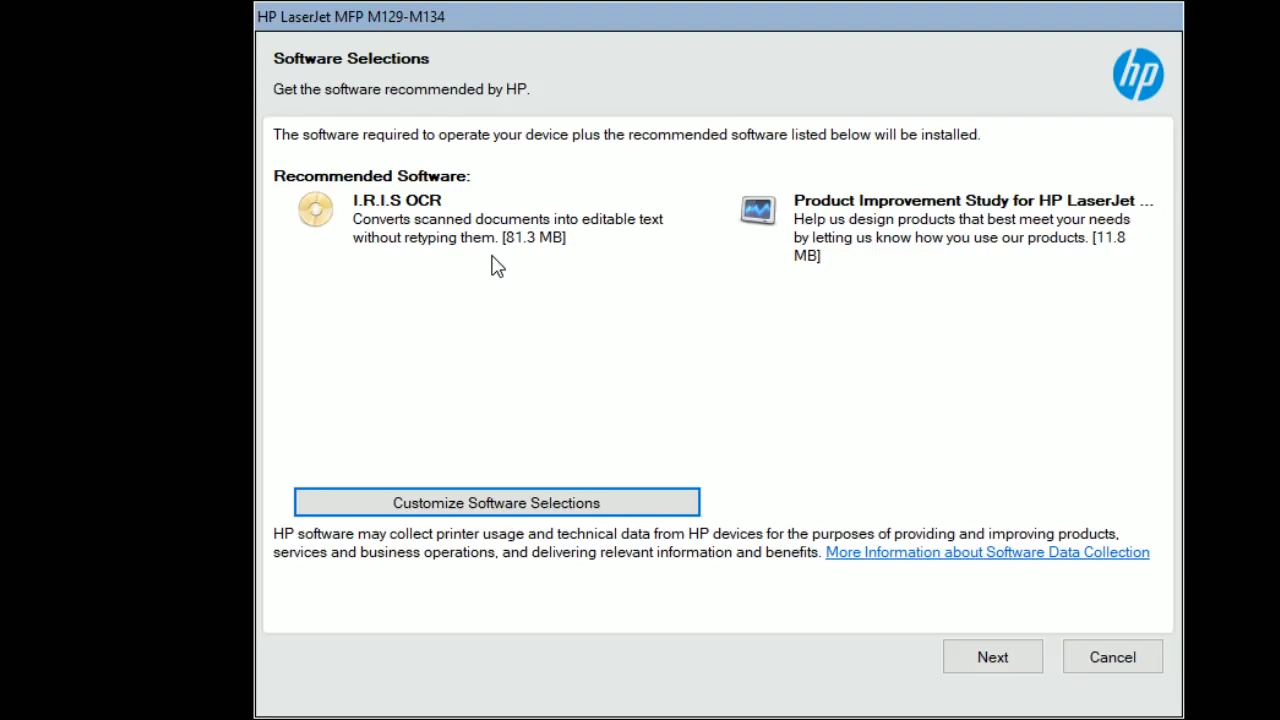 HP LaserJet MFP M129-M134
Software Selections
Get the software recommended by HP.
hp
The software required to operate your device plus the recommended software listed below will be installed.
Recommended Software:
I.R.I.S OCR
Converts scanned documents into editable text
without retyping them. [81.3 MB]
Product Improvement Study for HP LaserJet ...
Help us design products that best meet your needs
by letting us know how you use our products. [11.8
MB]
Customize Software Selections
HP software may collect printer usage and technical data from HP devices for the purposes of providing and improving products,
services and business operations, and delivering relevant information and benefits. More Information about Software Data Collection
Next
Cancel